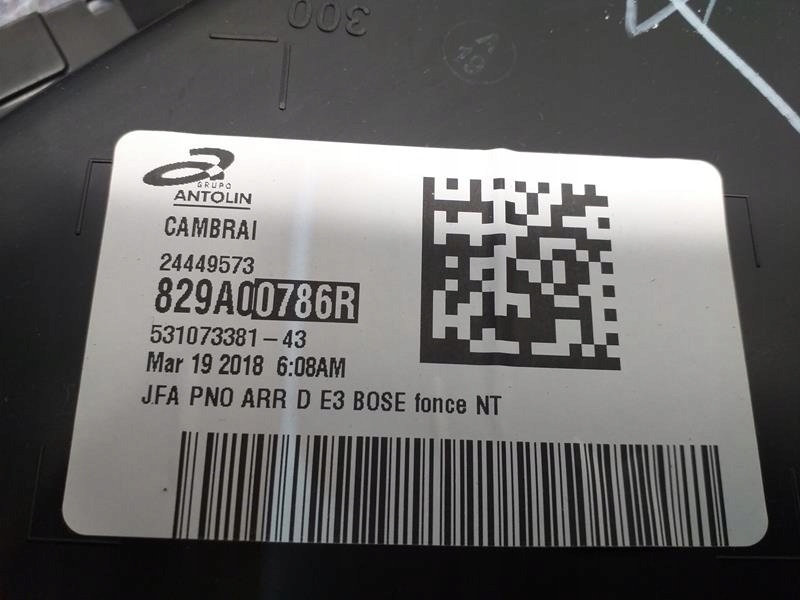 300
GRUPO
ANTOLIN
CAMBRAI
24449573
829A00786R
531073381-43
Mar 19 2018 6:08AM
JFA PNO ARR D E3 BOSE fonce NT